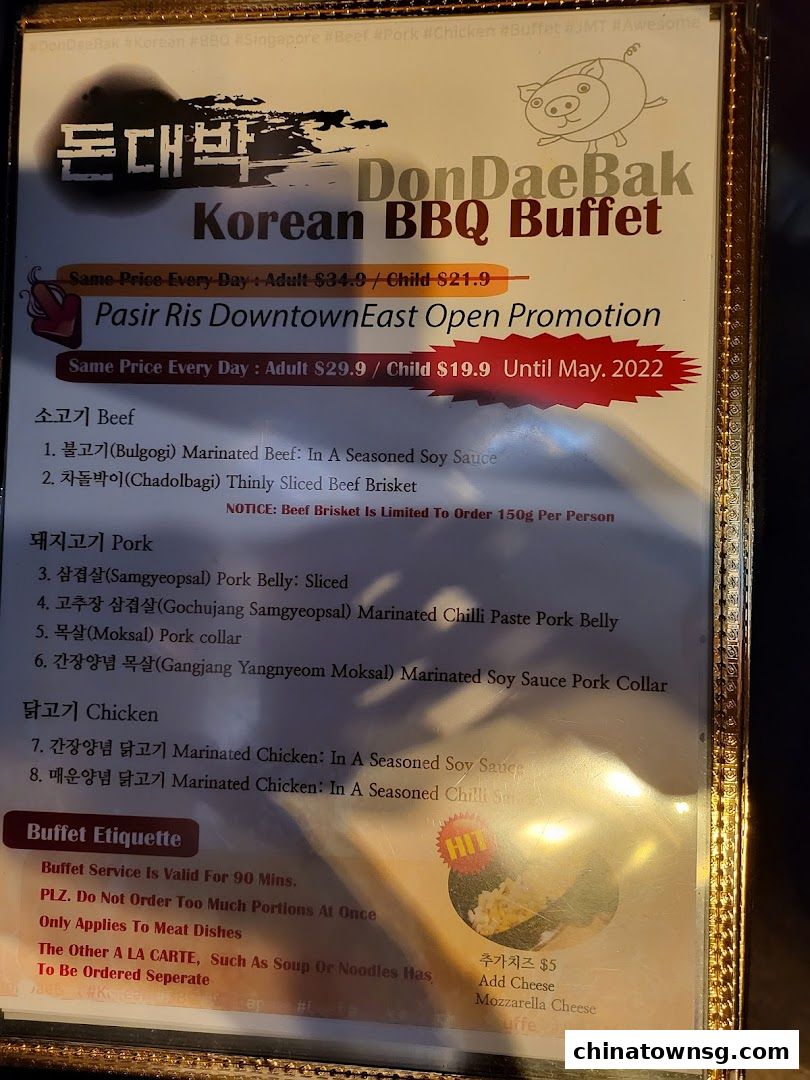 #DonDaeBak #Korean #BBQ #Singapore #Beef #Pork #Chicken #Buffet #JMT #Awesome
돈대박
DonDaeBak
Korean BBQ Buffet
Same Price Every Day : Adult $34.9 / Child $21.9
Pasir Ris DowntownEast Open Promotion
Same Price Every Day : Adult $29.9 / Child $19.9 Until May. 2022
소고기 Beef
1. 불고기(Bulgogi) Marinated Beef: In A Seasoned Soy Sauce
2. 차돌박이(Chadolbagi) Thinly Sliced Beef Brisket
NOTICE: Beef Brisket Is Limited To Order 150g Per Person
돼지고기 Pork
3. 삼겹살(Samgyeopsal) Pork Belly: Sliced
4. 고추장 삼겹살(Gochujang Samgyeopsal) Marinated Chilli Paste Pork Belly
5. 목살(Moksal) Pork collar
6. 간장양념 목살(Gangjang Yangnyeom Moksal) Marinated Soy Sauce Pork Collar
닭고기 Chicken
7. 간장양념 닭고기 Marinated Chicken: In A Seasoned Soy Sauce
8. 매운양념 닭고기 Marinated Chicken: In A Seasoned Chilli
Buffet Etiquette
Buffet Service Is Valid For 90 Mins.
PLZ. Do Not Order Too Much Portions At Once
Only Applies To Meat Dishes
The Other A LA CARTE, Such As Soup Or Noodles Has
To Be Ordered Seperate
HIT
추가치즈 $5
Add Cheese
Mozzarella Cheese
chinatownsg.com